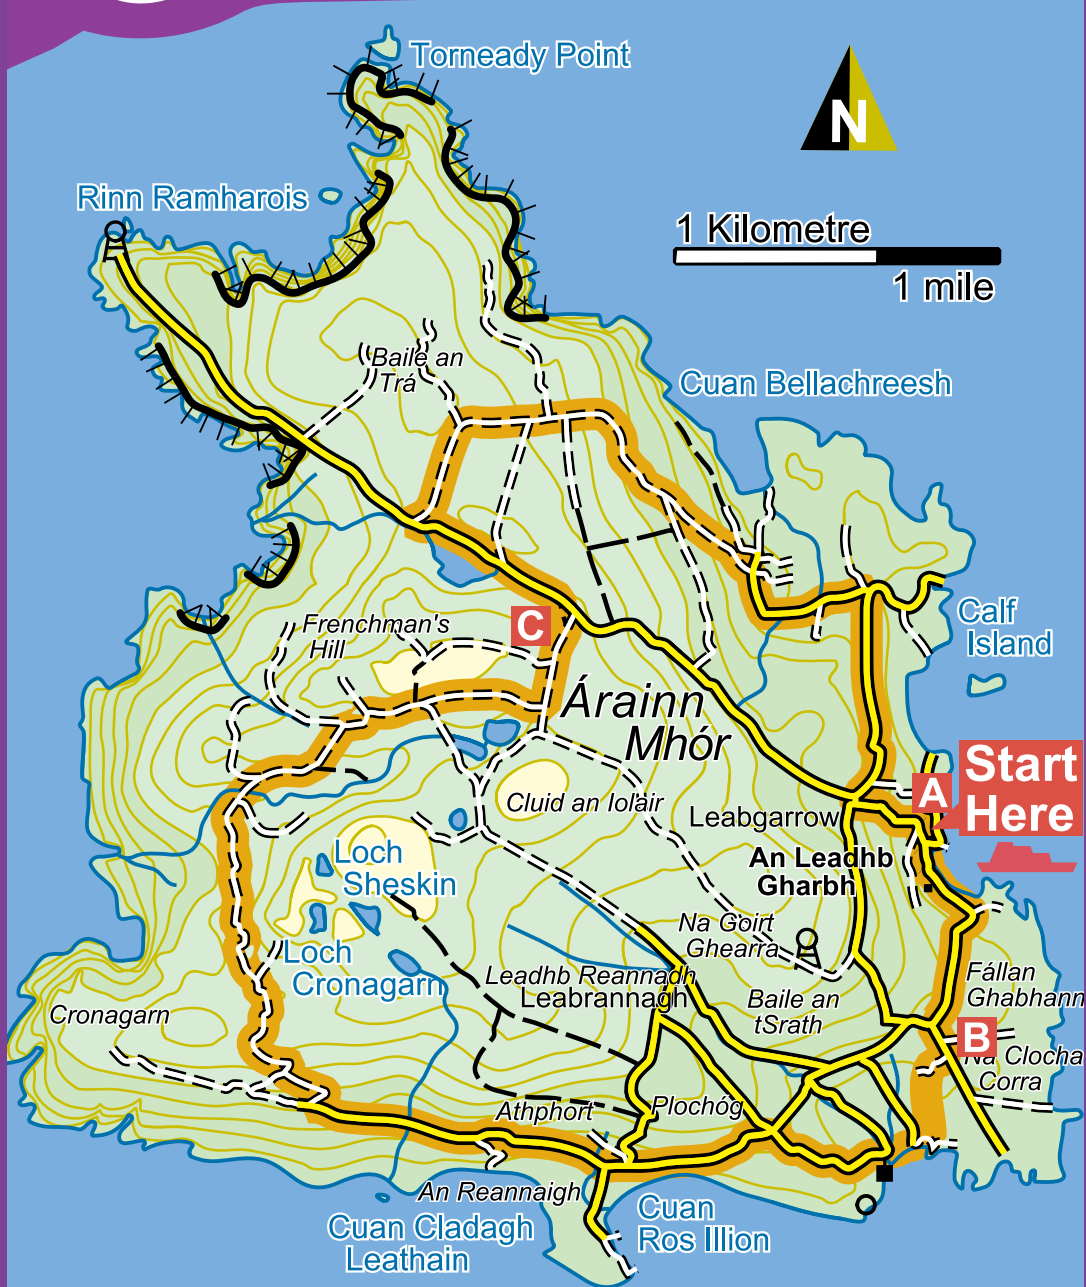 Torneady Point
N
Rinn Ramharois
1 Kilometre
1 mile
Baile an
Trá
Cuan Bellachreesh
Calf
Island
C
Frenchman's
Hill
Árainn
Mhór
Start
Here
A
Cluid an Iolair
Leabgarrow
An Leadhb
Gharbh
Loch
Sheskin
Na Goirt
Ghearra
Loch
Cronagarn
Leadhb Reannadh
Leabrannagh
Baile an
tSrath
Fállan
Ghabhann
Cronagarn
B
Na Clocha
Corra
Athphort
Plochóg
An Reannaigh
Cuan Cladagh
Leathain
Cuan
Ros Illion